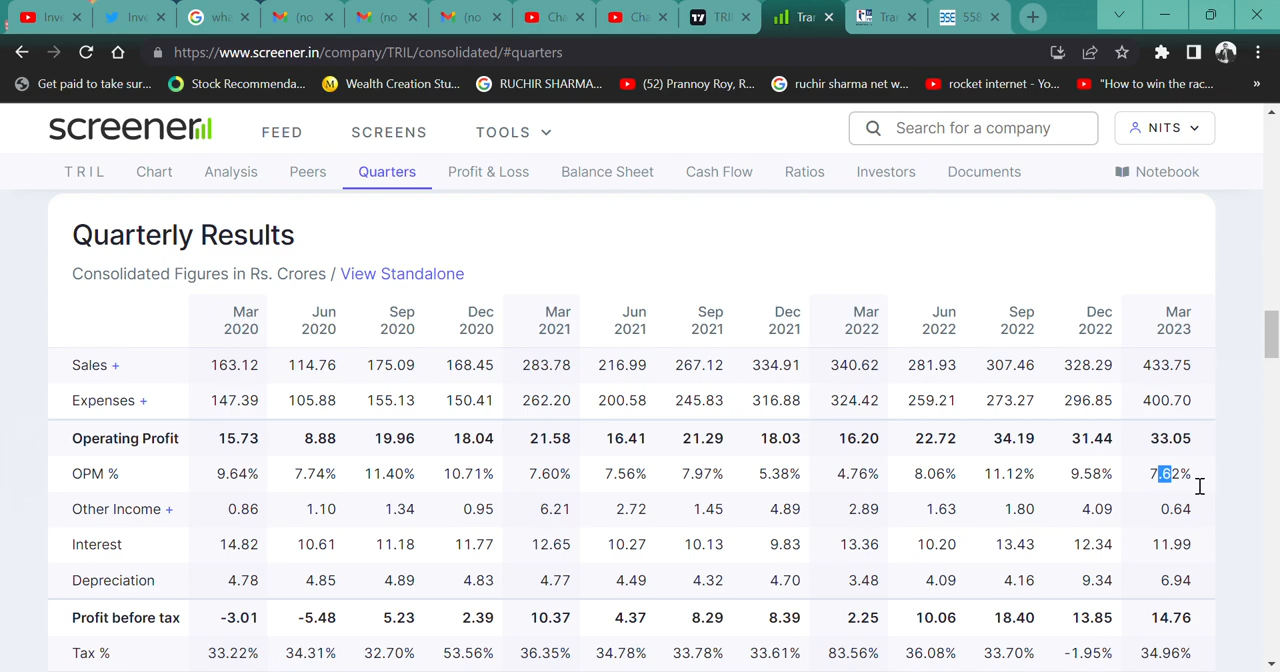 Inve
Inve
wha
(no
(no
(no
Cha
Cha
TRIL
Tra
Tra
558
https://www.screener.in/company/TRIL/consolidated/#quarters
Get paid to take sur...
Stock Recommenda...
Wealth Creation Stu...
RUCHIR SHARMA...
(52) Prannoy Roy, R...
ruchir sharma net w...
rocket internet - Yo...
"How to win the rac...
»
screener
FEED
SCREENS
TOOLS
Search for a company
NITS
T R I L
Chart
Analysis
Peers
Quarters
Profit & Loss
Balance Sheet
Cash Flow
Ratios
Investors
Documents
Notebook
Quarterly Results
Consolidated Figures in Rs. Crores / View Standalone
Mar Jun Sep Dec Mar Jun Sep Dec Mar Jun Sep Dec Mar
2020 2020 2020 2020 2021 2021 2021 2021 2022 2022 2022 2022 2023
Sales + 163.12 114.76 175.09 168.45 283.78 216.99 267.12 334.91 340.62 281.93 307.46 328.29 433.75
Expenses + 147.39 105.88 155.13 150.41 262.20 200.58 245.83 316.88 324.42 259.21 273.27 296.85 400.70
Operating Profit 15.73 8.88 19.96 18.04 21.58 16.41 21.29 18.03 16.20 22.72 34.19 31.44 33.05
OPM % 9.64% 7.74% 11.40% 10.71% 7.60% 7.56% 7.97% 5.38% 4.76% 8.06% 11.12% 9.58% 7.62%
Other Income + 0.86 1.10 1.34 0.95 6.21 2.72 1.45 4.89 2.89 1.63 1.80 4.09 0.64
Interest 14.82 10.61 11.18 11.77 12.65 10.27 10.13 9.83 13.36 10.20 13.43 12.34 11.99
Depreciation 4.78 4.85 4.89 4.83 4.77 4.49 4.32 4.70 3.48 4.09 4.16 9.34 6.94
Profit before tax -3.01 -5.48 5.23 2.39 10.37 4.37 8.29 8.39 2.25 10.06 18.40 13.85 14.76
Tax % 33.22% 34.31% 32.70% 53.56% 36.35% 34.78% 33.78% 33.61% 83.56% 36.08% 33.70% -1.95% 34.96%